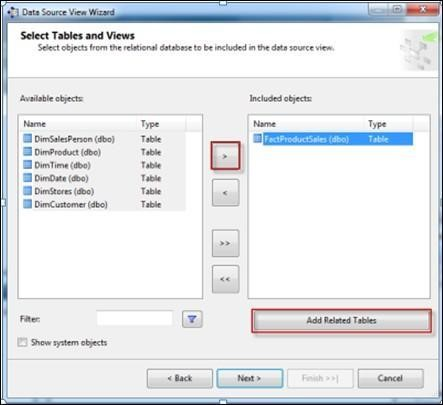 Data Source View Wizard
Select Tables and Views
Select objects from the relational database to be included in the data source view.
Available objects:
Name Type
DimSalesPerson (dbo) Table
DimProduct (dbo) Table
DimTime (dbo) Table
DimDate (dbo) Table
DimStores (dbo) Table
DimCustomer (dbo) Table
>
<
>>
<<
Included objects:
Name Type
FactProductSales (dbo) Table
Filter:
Add Related Tables
Show system objects
< Back Next > Finish >>| Cancel